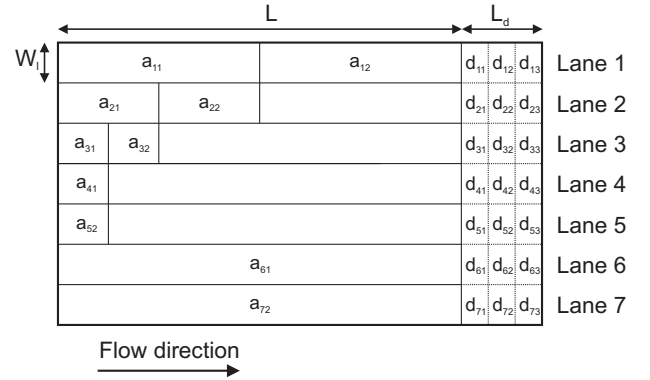 L L_d
W_l a_11 a_12 d_11 d_12 d_13 Lane 1
a_21 a_22 d_21 d_22 d_23 Lane 2
a_31 a_32 d_31 d_32 d_33 Lane 3
a_41 d_41 d_42 d_43 Lane 4
a_52 d_51 d_52 d_53 Lane 5
a_61 d_61 d_62 d_63 Lane 6
a_72 d_71 d_72 d_73 Lane 7
Flow direction